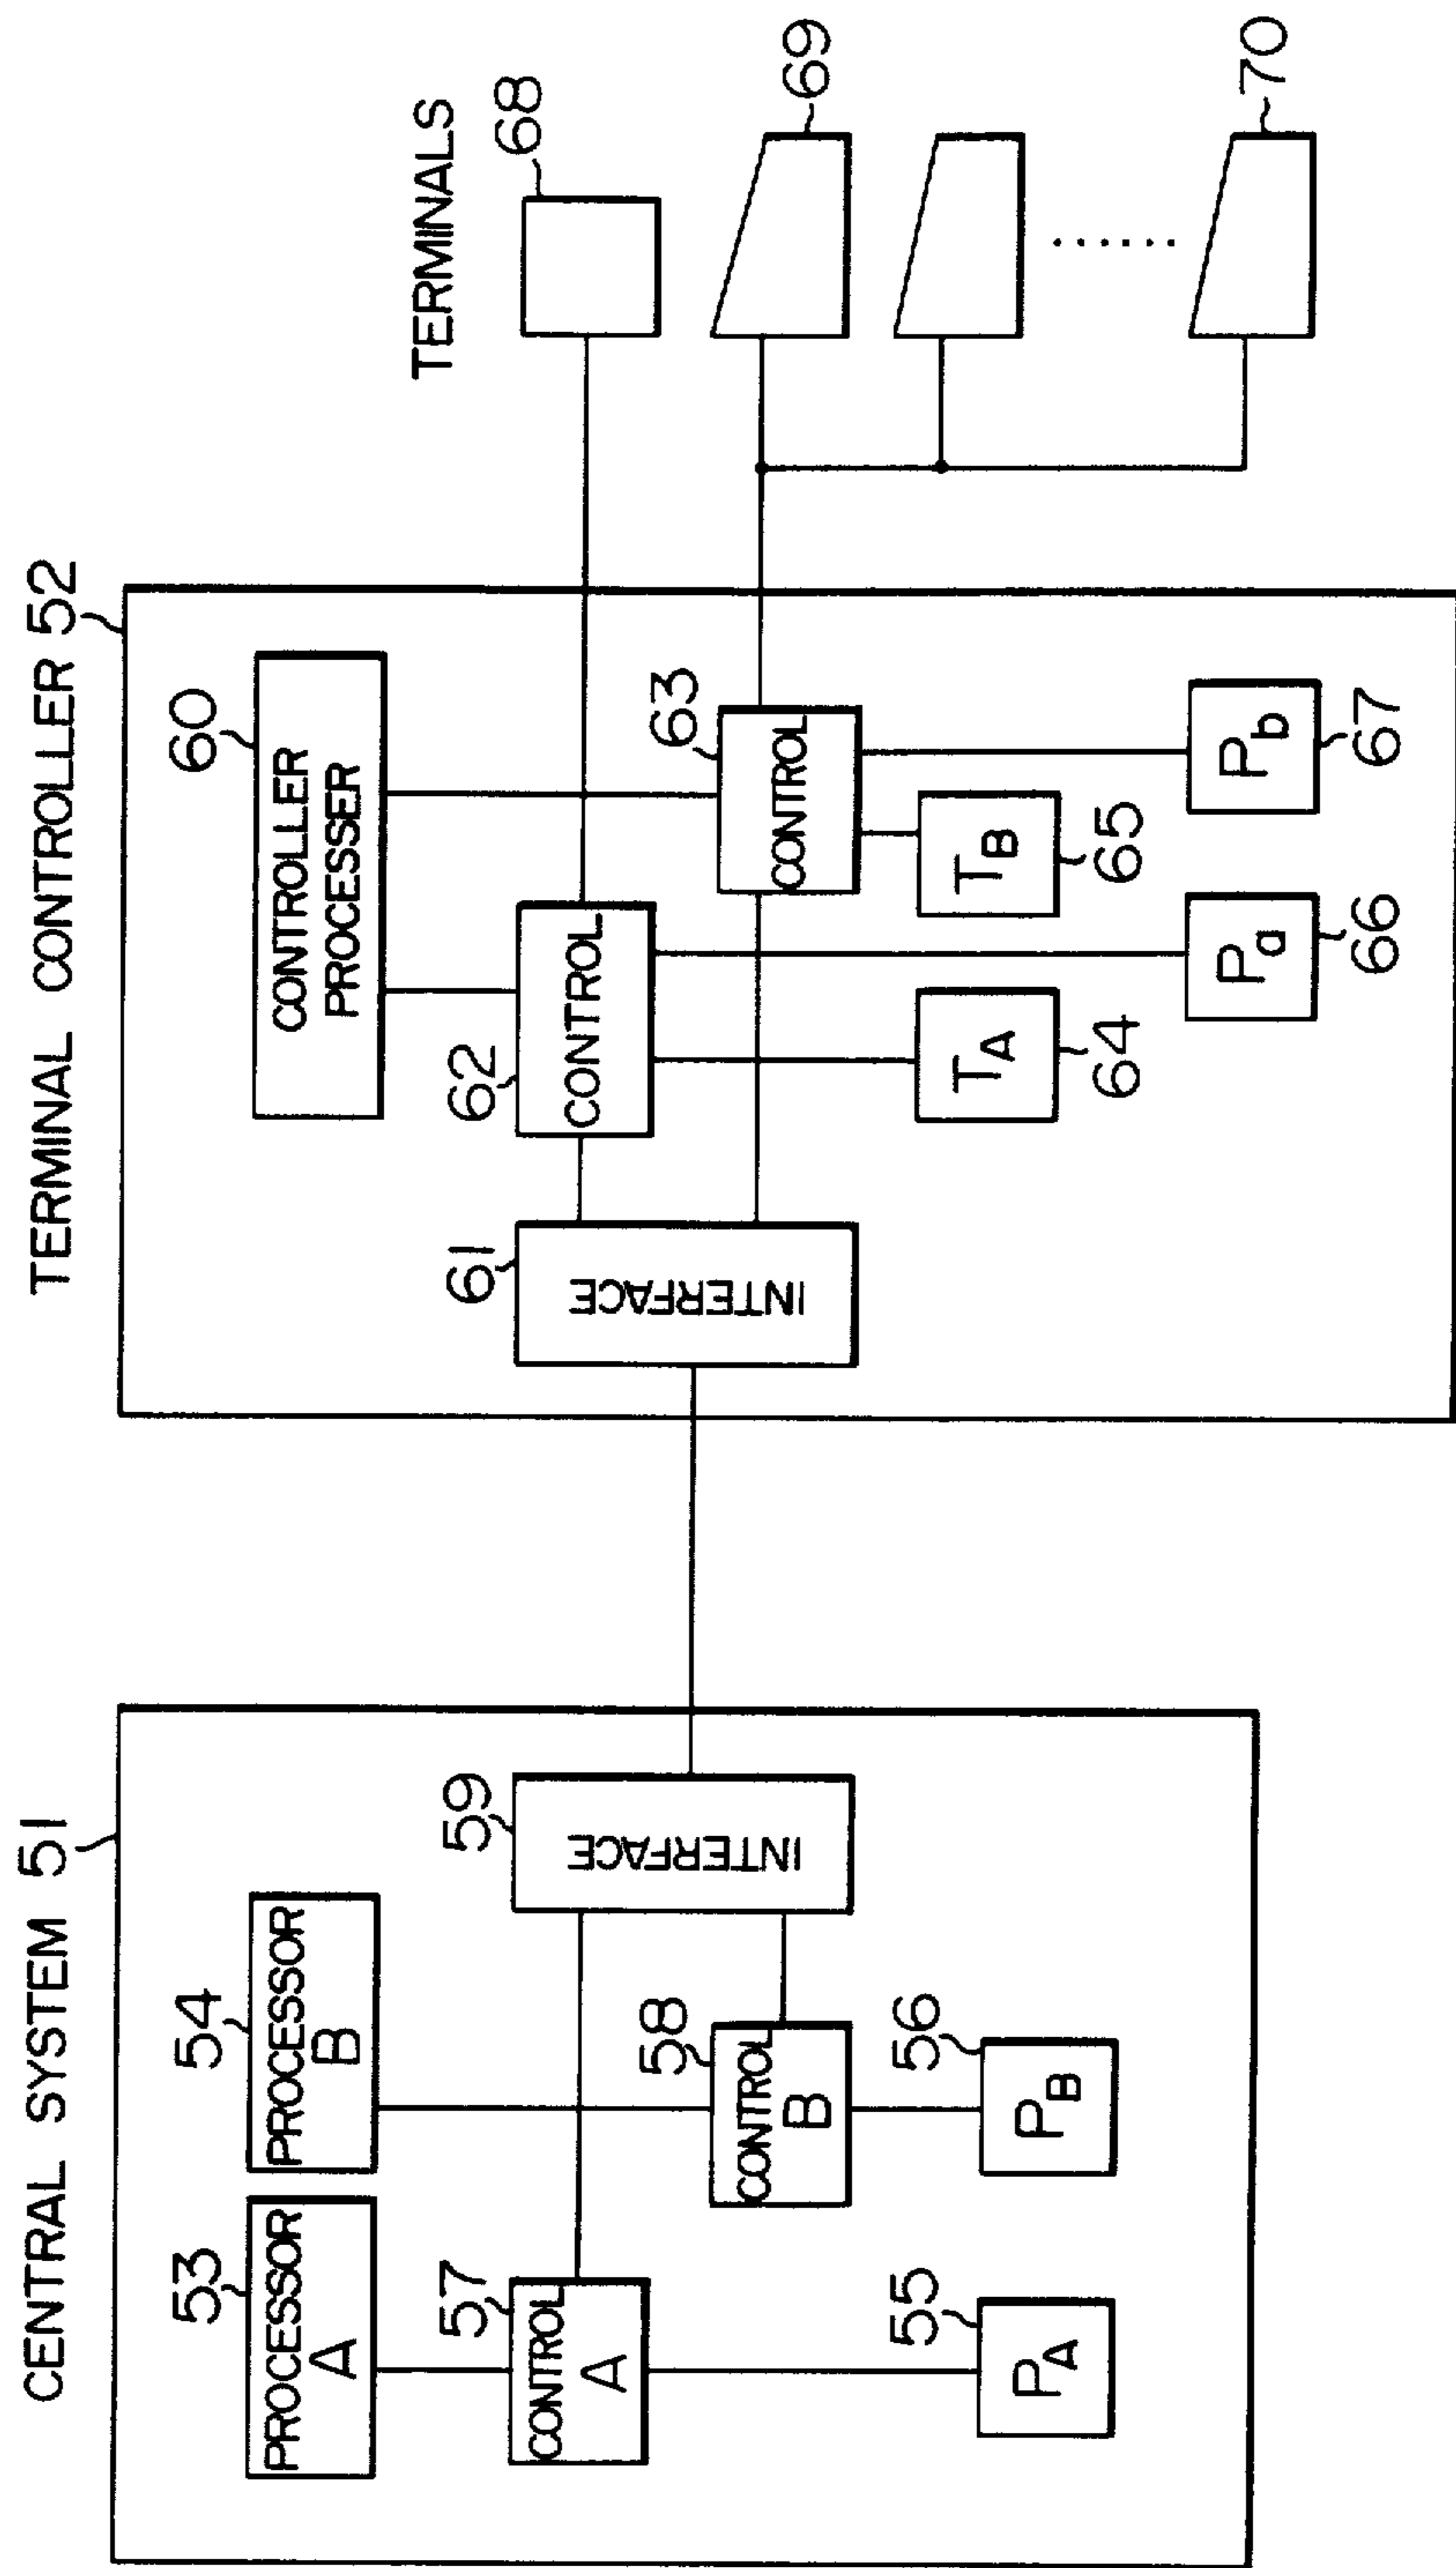 CENTRAL SYSTEM 51
53
PROCESSOR
A
54
PROCESSOR
B
57
CONTROL
A
58
CONTROL
B
59
INTERFACE
55
PA
56
PB
TERMINAL CONTROLLER 52
60
CONTROLLER
PROCESSER
61
INTERFACE
62
CONTROL
63
CONTROL
TA
64
TB
65
Pa
66
Pb
67
TERMINALS
68
69
......
70